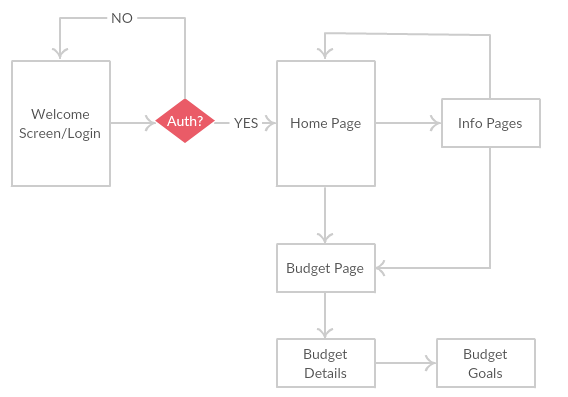 NO
Welcome
Screen/Login
Auth?
YES
Home Page
Info Pages
Budget Page
Budget
Details
Budget
Goals